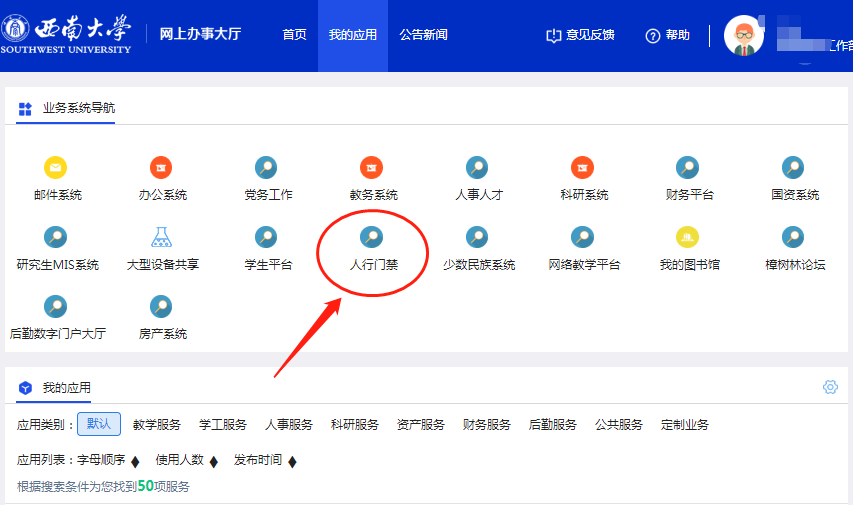 西南大学
SOUTHWEST UNIVERSITY
网上办事大厅 首页 我的应用 公告新闻 意见反馈 帮助
工作部
业务系统导航
邮件系统 办公系统 党务工作 教务系统 人事人才 科研系统 财务平台 国资系统
研究生MIS系统 大型设备共享 学生平台 人行门禁 少数民族系统 网络教学平台 我的图书馆 樟树林论坛
后勤数字门户大厅 房产系统
我的应用
应用类别： 默认 教学服务 学工服务 人事服务 科研服务 资产服务 财务服务 后勤服务 公共服务 定制业务
应用列表：字母顺序 使用人数 发布时间
根据搜索条件为您找到50项服务